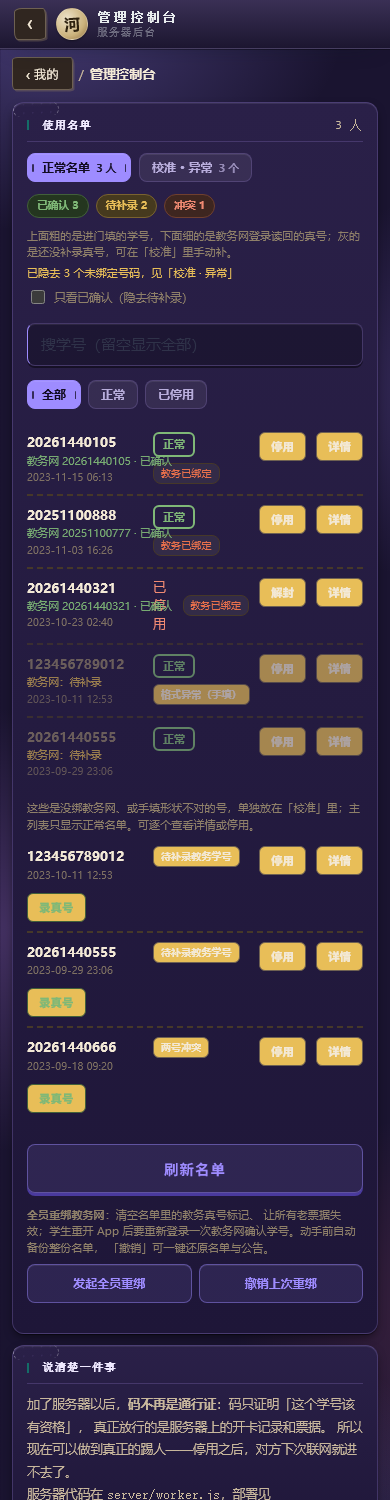 ‹
河
管理控制台
服务器后台
‹ 我的 / 管理控制台
使用名单 3 人
正常名单 3 人 校准・异常 3 个
已确认 3 待补录 2 冲突 1
上面粗的是进门填的学号，下面细的是教务网登录读回的真号；灰的
是还没补录真号，可在「校准」里手动补。
已隐去 3 个未绑定号码，见「校准 · 异常」
只看已确认（隐去待补录）
搜学号（留空显示全部）
全部 正常 已停用
20261440105 正常 停用 详情
教务网 20261440105 · 已确认
教务已绑定
2023-11-15 06:13
20251100888 正常 停用 详情
教务网 20251100777 · 已确认
教务已绑定
2023-11-03 16:26
20261440321 已停用 解封 详情
教务网 20261440321 · 已确认 教务已绑定
2023-10-23 02:40
123456789012 正常 停用 详情
教务网：待补录
格式异常（手填）
2023-10-11 12:53
20261440555 正常 停用 详情
教务网：待补录
2023-09-29 23:06
这些是没绑教务网、或手填形状不对的号，单独放在「校准」里；主
列表只显示正常名单。可逐个查看详情或停用。
123456789012 待补录教务学号 停用 详情
2023-10-11 12:53
录真号
20261440555 待补录教务学号 停用 详情
2023-09-29 23:06
录真号
20261440666 两号冲突 停用 详情
2023-09-18 09:20
录真号
刷新名单
全员重绑教务网：清空名单里的教务真号标记、 让所有老票据失
效；学生重开 App 后要重新登录一次教务网确认学号。动手前自动
备份整份名单， 「撤销」可一键还原名单与公告。
发起全员重绑 撤销上次重绑
说清楚一件事
加了服务器以后，码不再是通行证：码只证明「这个学号该
有资格」， 真正放行的是服务器上的开卡记录和票据。 所以
现在可以做到真正的踢人——停用之后，对方下次联网就进
不去了。
服务器代码在 server/worker.js，部署见